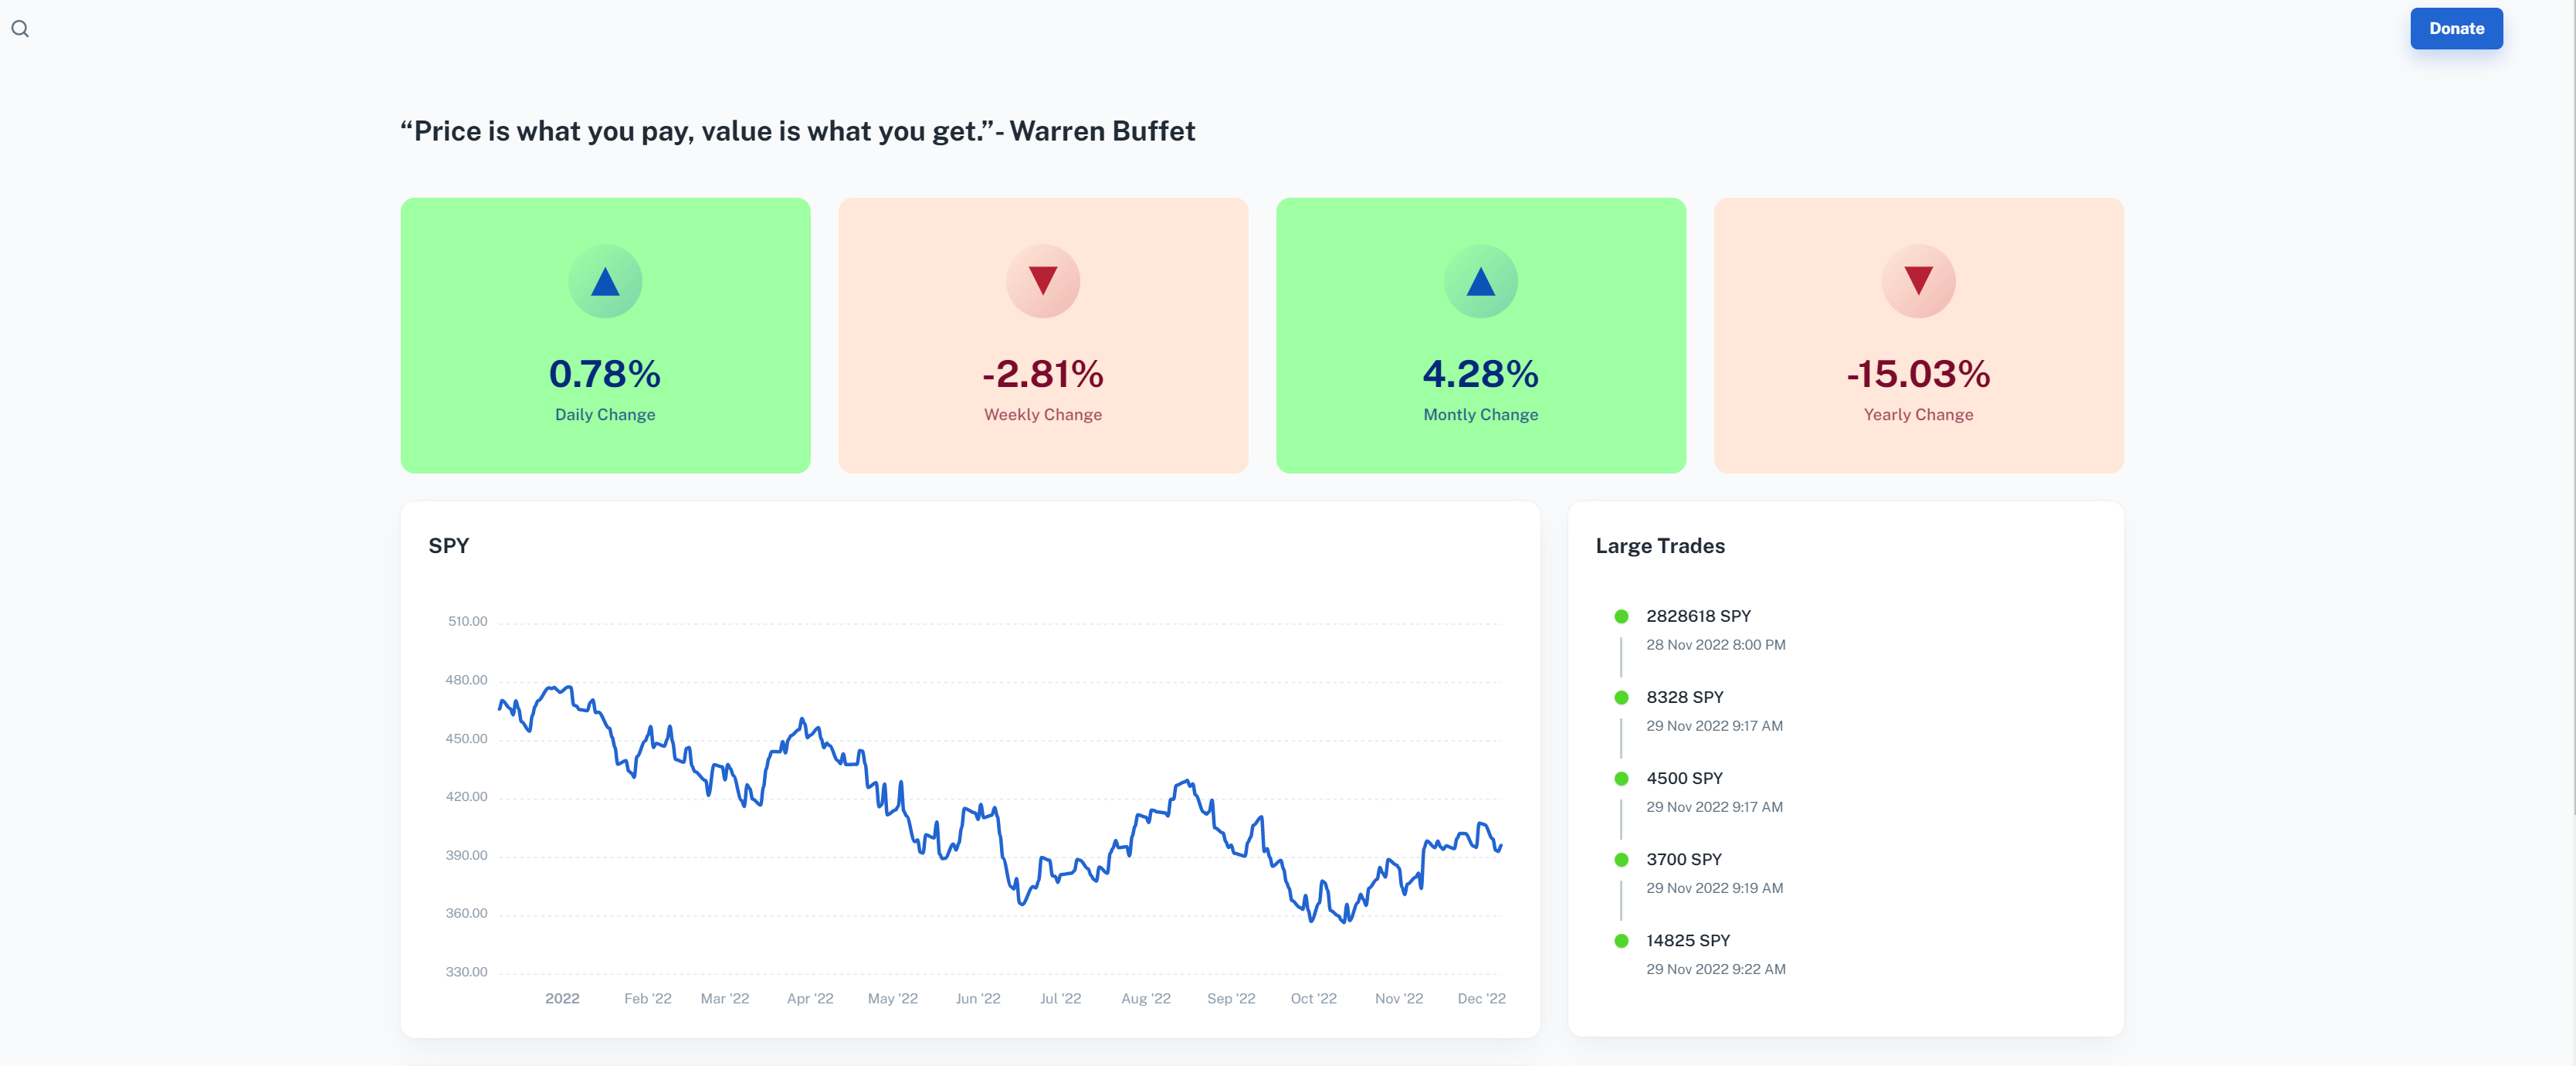 Donate
“Price is what you pay, value is what you get.”- Warren Buffet
0.78%
Daily Change
-2.81%
Weekly Change
4.28%
Montly Change
-15.03%
Yearly Change
SPY
510.00
480.00
450.00
420.00
390.00
360.00
330.00
2022 Feb '22 Mar '22 Apr '22 May '22 Jun '22 Jul '22 Aug '22 Sep '22 Oct '22 Nov '22 Dec '22
Large Trades
2828618 SPY
28 Nov 2022 8:00 PM
8328 SPY
29 Nov 2022 9:17 AM
4500 SPY
29 Nov 2022 9:17 AM
3700 SPY
29 Nov 2022 9:19 AM
14825 SPY
29 Nov 2022 9:22 AM